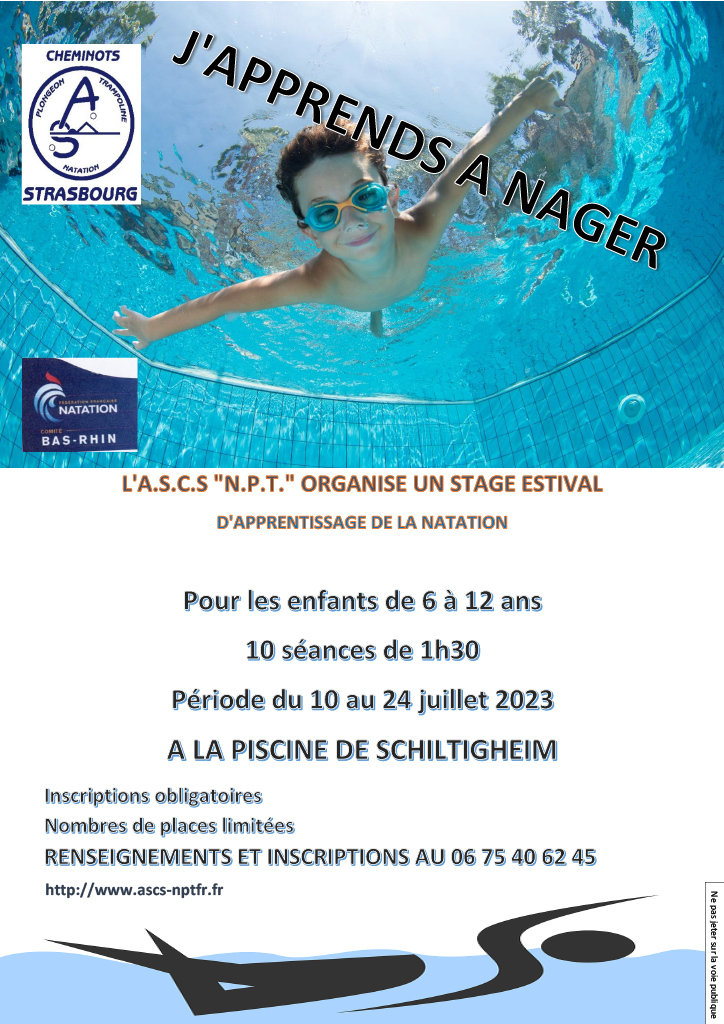 CHEMINOTS
PLONGEON
TRAMPOLINE
AS
NATATION
STRASBOURG
J'APPRENDS A NAGER
FÉDÉRATION FRANÇAISE
NATATION
COMITÉ
BAS-RHIN
L'A.S.C.S "N.P.T." ORGANISE UN STAGE ESTIVAL
D'APPRENTISSAGE DE LA NATATION
Pour les enfants de 6 à 12 ans
10 séances de 1h30
Période du 10 au 24 juillet 2023
A LA PISCINE DE SCHILTIGHEIM
Inscriptions obligatoires
Nombres de places limitées
RENSEIGNEMENTS ET INSCRIPTIONS AU 06 75 40 62 45
http://www.ascs-nptfr.fr
Ne pas jeter sur la voie publique